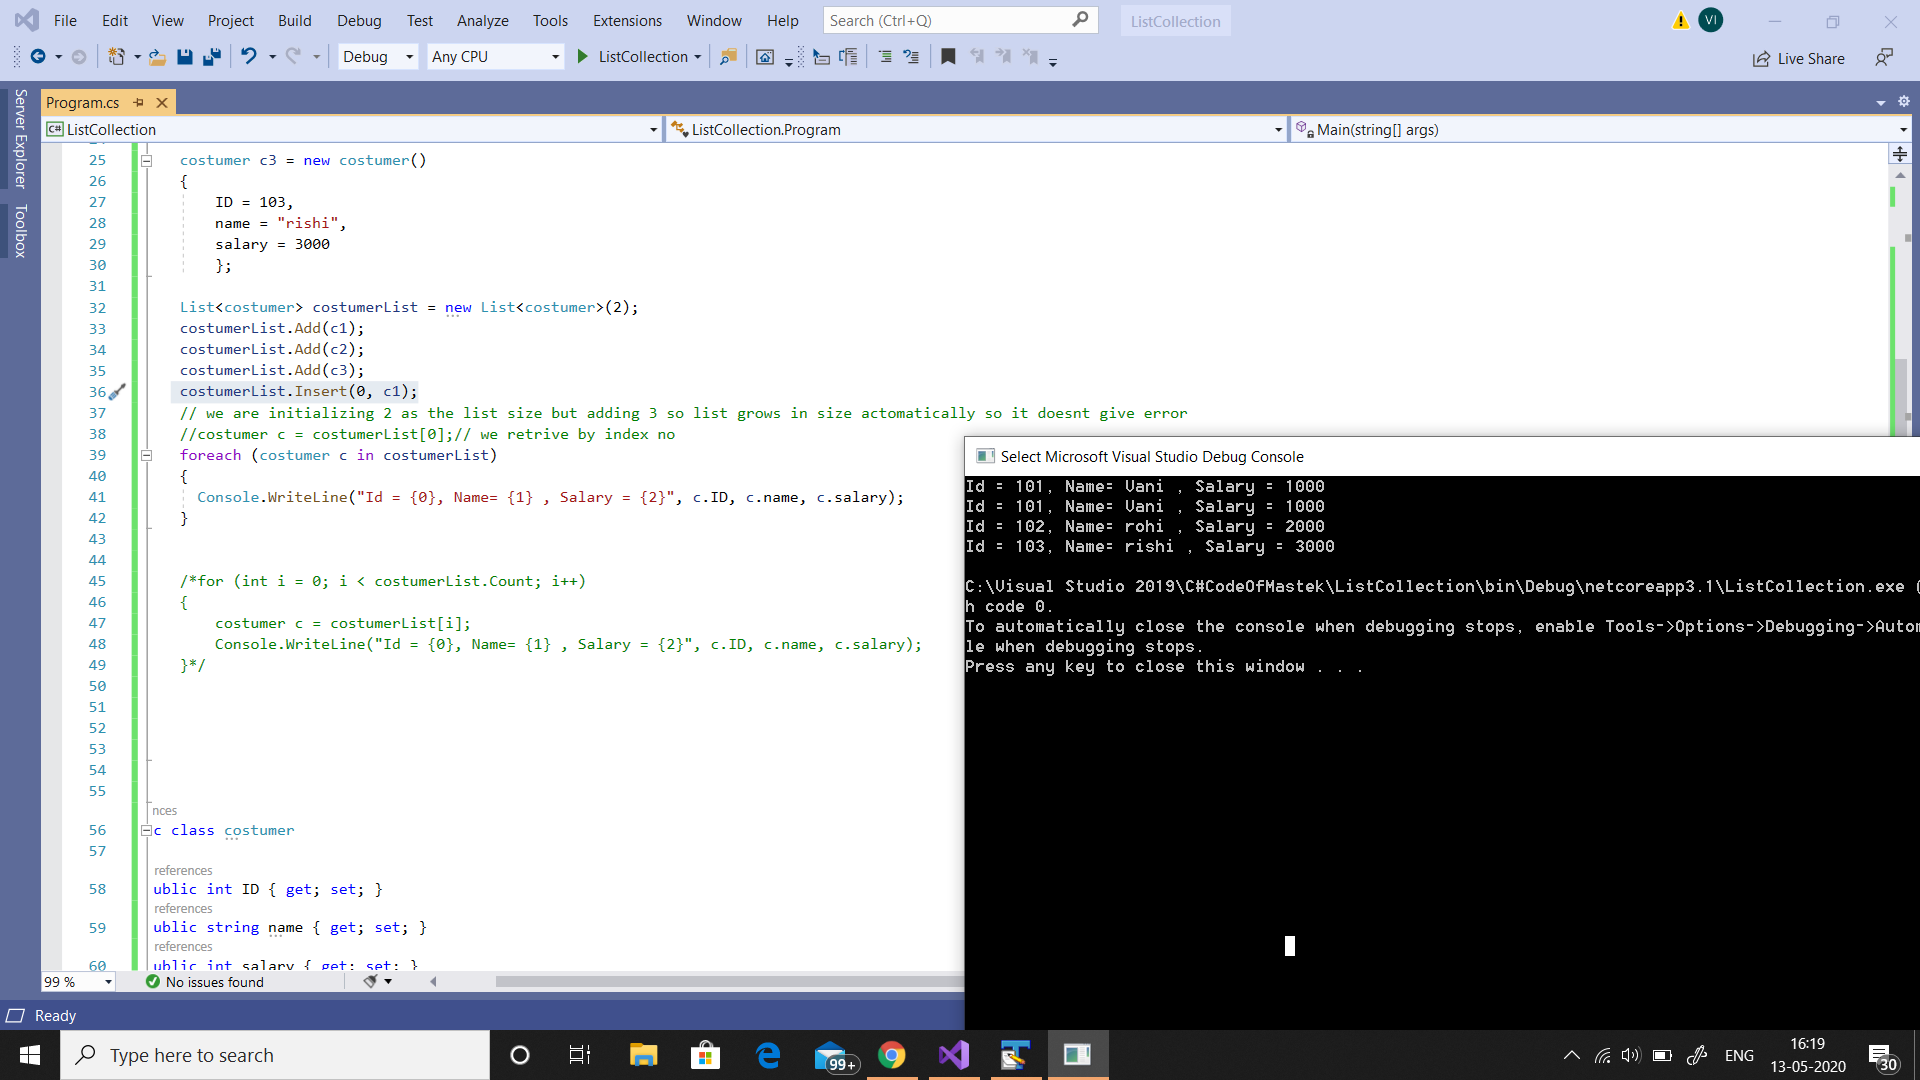 File Edit View Project Build Debug Test Analyze Tools Extensions Window Help Search (Ctrl+Q) ListCollection VI
Debug Any CPU ListCollection Live Share
Server Explorer
Toolbox
Program.cs
C# ListCollection ListCollection.Program Main(string[] args)
25 costumer c3 = new costumer()
26 {
27 ID = 103,
28 name = "rishi",
29 salary = 3000
30 };
31
32 List<costumer> costumerList = new List<costumer>(2);
33 costumerList.Add(c1);
34 costumerList.Add(c2);
35 costumerList.Add(c3);
36 costumerList.Insert(0, c1);
37 // we are initializing 2 as the list size but adding 3 so list grows in size actomatically so it doesnt give error
38 //costumer c = costumerList[0];// we retrive by index no
39 foreach (costumer c in costumerList)
40 {
41 Console.WriteLine("Id = {0}, Name= {1} , Salary = {2}", c.ID, c.name, c.salary);
42 }
43
44
45 /*for (int i = 0; i < costumerList.Count; i++)
46 {
47 costumer c = costumerList[i];
48 Console.WriteLine("Id = {0}, Name= {1} , Salary = {2}", c.ID, c.name, c.salary);
49 }*/
50
51
52
53
54
55
nces
56 c class costumer
57
references
58 ublic int ID { get; set; }
references
59 ublic string name { get; set; }
references
60 ublic int salary { get; set; }
99 % No issues found
Ready
Select Microsoft Visual Studio Debug Console
Id = 101, Name= Vani , Salary = 1000
Id = 101, Name= Vani , Salary = 1000
Id = 102, Name= rohi , Salary = 2000
Id = 103, Name= rishi , Salary = 3000
C:\Visual Studio 2019\C#CodeOfMastek\ListCollection\bin\Debug\netcoreapp3.1\ListCollection.exe (
h code 0.
To automatically close the console when debugging stops, enable Tools->Options->Debugging->Autom
le when debugging stops.
Press any key to close this window . . .
Type here to search 99+ ENG 16:19
13-05-2020 30